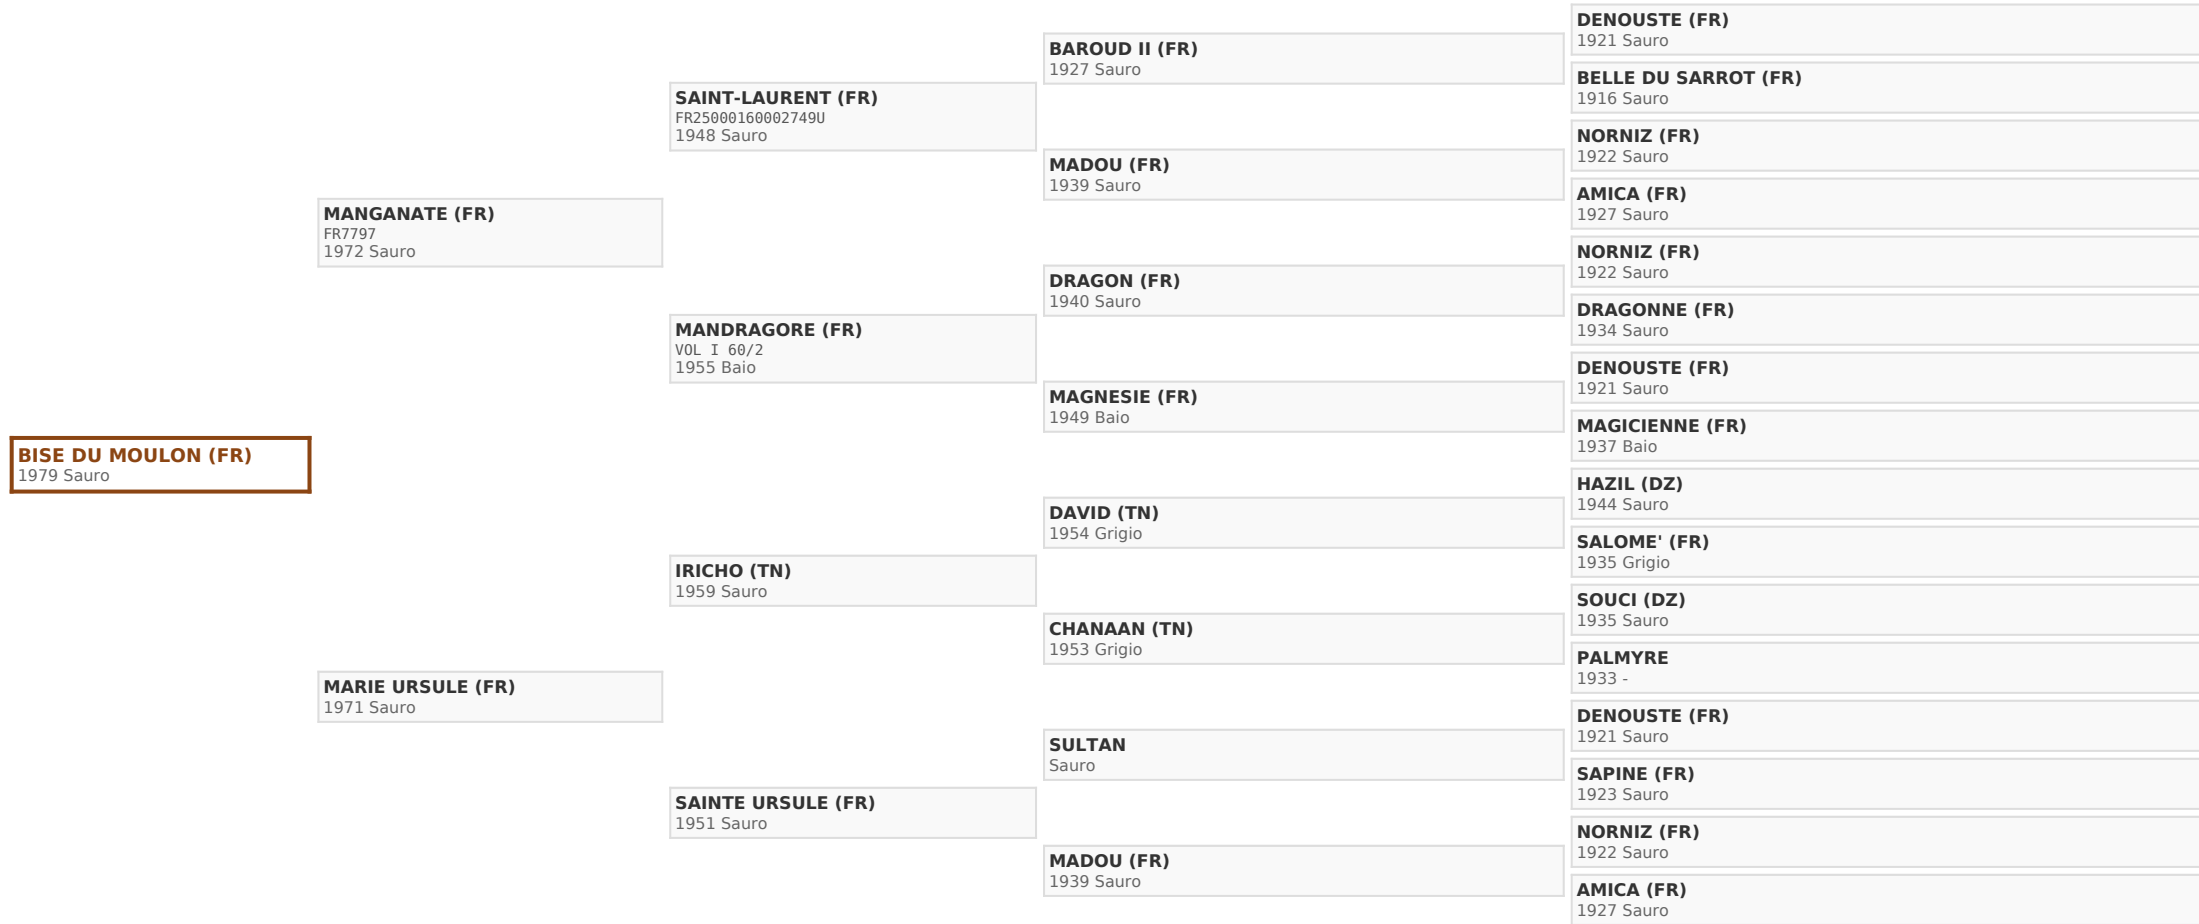 BISE DU MOULON (FR)
1979 Sauro
MANGANATE (FR)
FR7797
1972 Sauro
MARIE URSULE (FR)
1971 Sauro
SAINT-LAURENT (FR)
FR25000160002749U
1948 Sauro
MANDRAGORE (FR)
VOL I 60/2
1955 Baio
IRICHO (TN)
1959 Sauro
SAINTE URSULE (FR)
1951 Sauro
BAROUD II (FR)
1927 Sauro
MADOU (FR)
1939 Sauro
DRAGON (FR)
1940 Sauro
MAGNESIE (FR)
1949 Baio
DAVID (TN)
1954 Grigio
CHANAAN (TN)
1953 Grigio
SULTAN
Sauro
MADOU (FR)
1939 Sauro
DENOUSTE (FR)
1921 Sauro
BELLE DU SARROT (FR)
1916 Sauro
NORNIZ (FR)
1922 Sauro
AMICA (FR)
1927 Sauro
NORNIZ (FR)
1922 Sauro
DRAGONNE (FR)
1934 Sauro
DENOUSTE (FR)
1921 Sauro
MAGICIENNE (FR)
1937 Baio
HAZIL (DZ)
1944 Sauro
SALOME' (FR)
1935 Grigio
SOUCI (DZ)
1935 Sauro
PALMYRE
1933 -
DENOUSTE (FR)
1921 Sauro
SAPINE (FR)
1923 Sauro
NORNIZ (FR)
1922 Sauro
AMICA (FR)
1927 Sauro